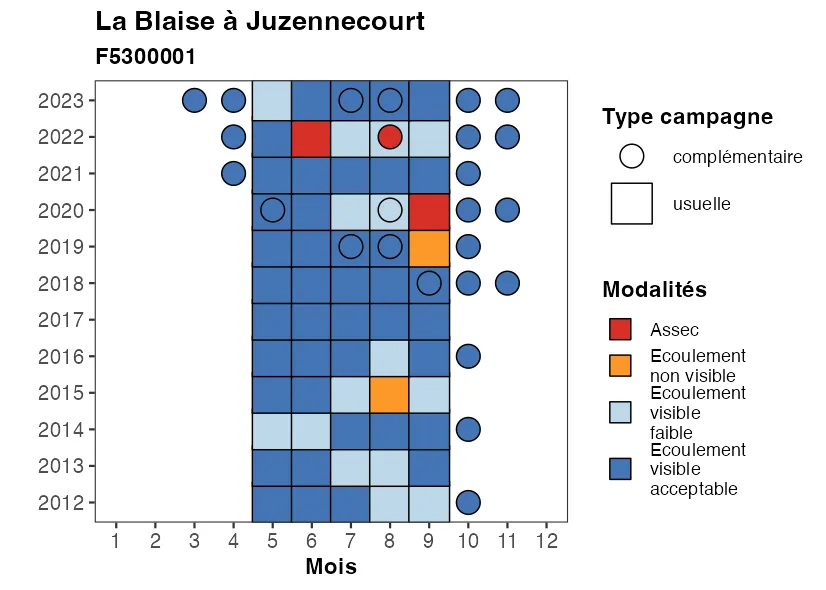 La Blaise à Juzennecourt
F5300001
2023
2022
2021
2020
2019
2018
2017
2016
2015
2014
2013
2012
1 2 3 4 5 6 7 8 9 10 11 12
Mois
Type campagne
complémentaire
usuelle
Modalités
Assec
Ecoulement
non visible
Ecoulement
visible
faible
Ecoulement
visible
acceptable